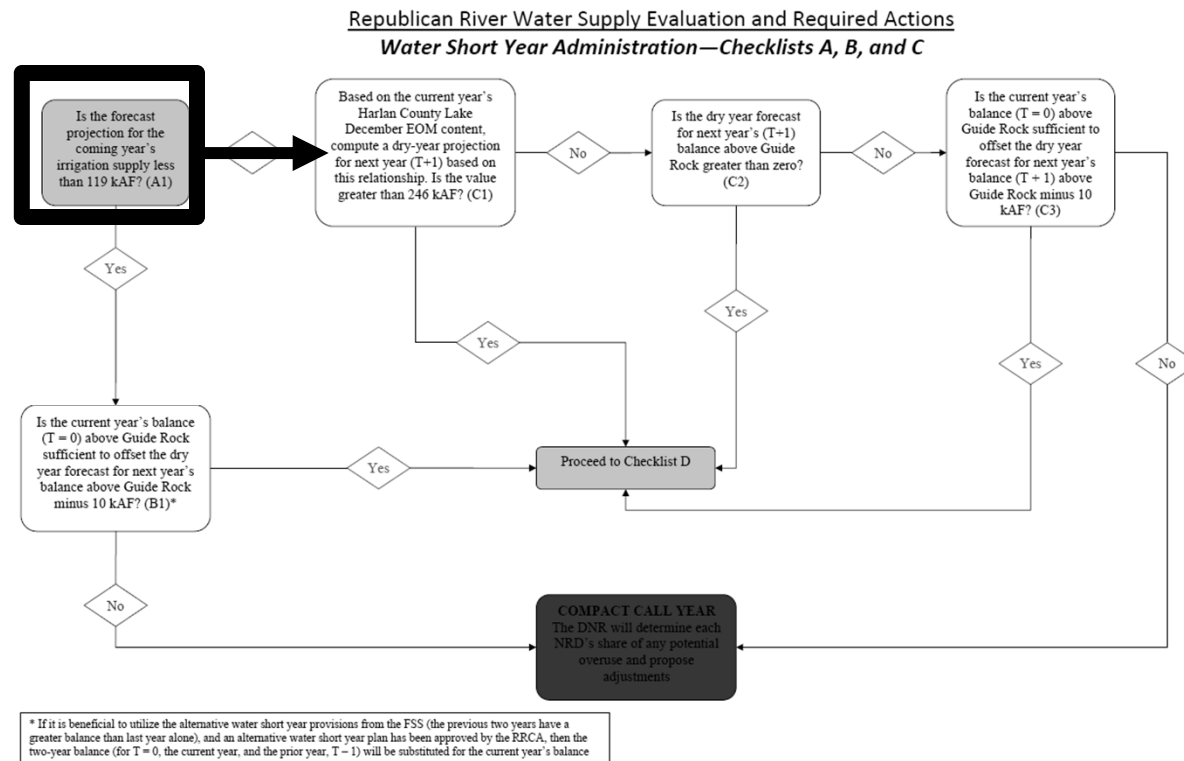 Republican River Water Supply Evaluation and Required Actions
Water Short Year Administration—Checklists A, B, and C
Is the forecast
projection for the
coming year's
irrigation supply less
than 119 kAF? (A1)
Based on the current year's
Harlan County Lake
December EOM content,
compute a dry-year projection
for next year (T+1) based on
this relationship. Is the value
greater than 246 kAF? (C1)
No
Is the dry year forecast
for next year's (T+1)
balance above Guide
Rock greater than zero?
(C2)
No
Is the current year's
balance (T = 0) above
Guide Rock sufficient to
offset the dry year
forecast for next year's
balance (T + 1) above
Guide Rock minus 10
kAF? (C3)
Yes
Yes
Yes
Yes
No
Is the current year's balance
(T = 0) above Guide Rock
sufficient to offset the dry
year forecast for next year's
balance above Guide Rock
minus 10 kAF? (B1)*
Yes
Proceed to Checklist D
No
COMPACT CALL YEAR
The DNR will determine each
NRD's share of any potential
overuse and propose
adjustments
* If it is beneficial to utilize the alternative water short year provisions from the FSS (the previous two years have a
greater balance than last year alone), and an alternative water short year plan has been approved by the RRCA, then the
two-year balance (for T = 0, the current year, and the prior year, T – 1) will be substituted for the current year's balance